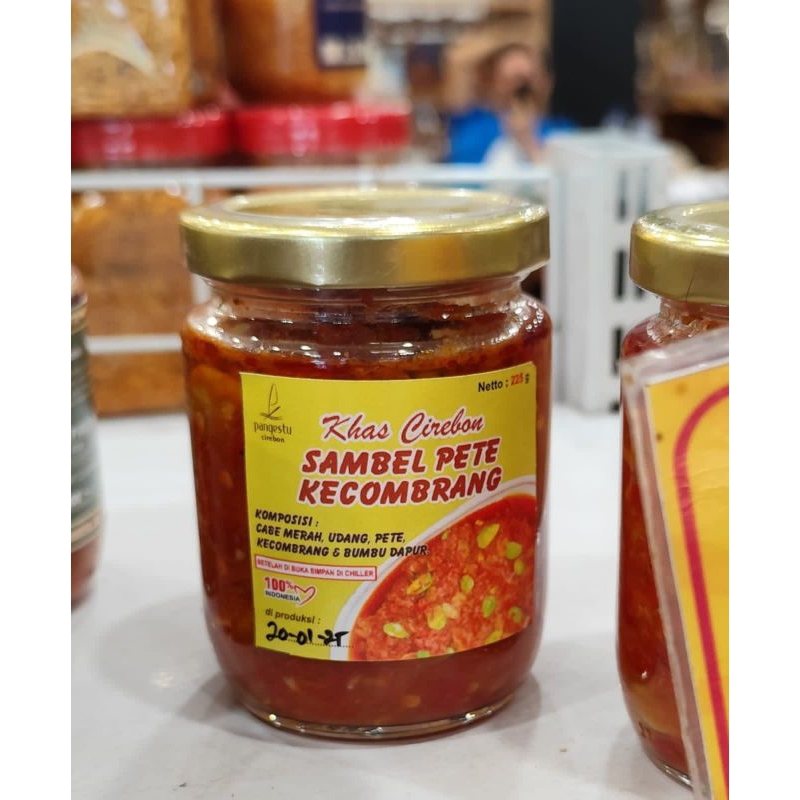 pangestu
cirebon
Netto : 225 g
Khas Cirebon
SAMBEL PETE
KECOMBRANG
KOMPOSISI :
CABE MERAH, UDANG, PETE,
KECOMBRANG & BUMBU DAPUR.
SETELAH DI BUKA SIMPAN DI CHILLER
100%
INDONESIA
di produksi :
20-01-25